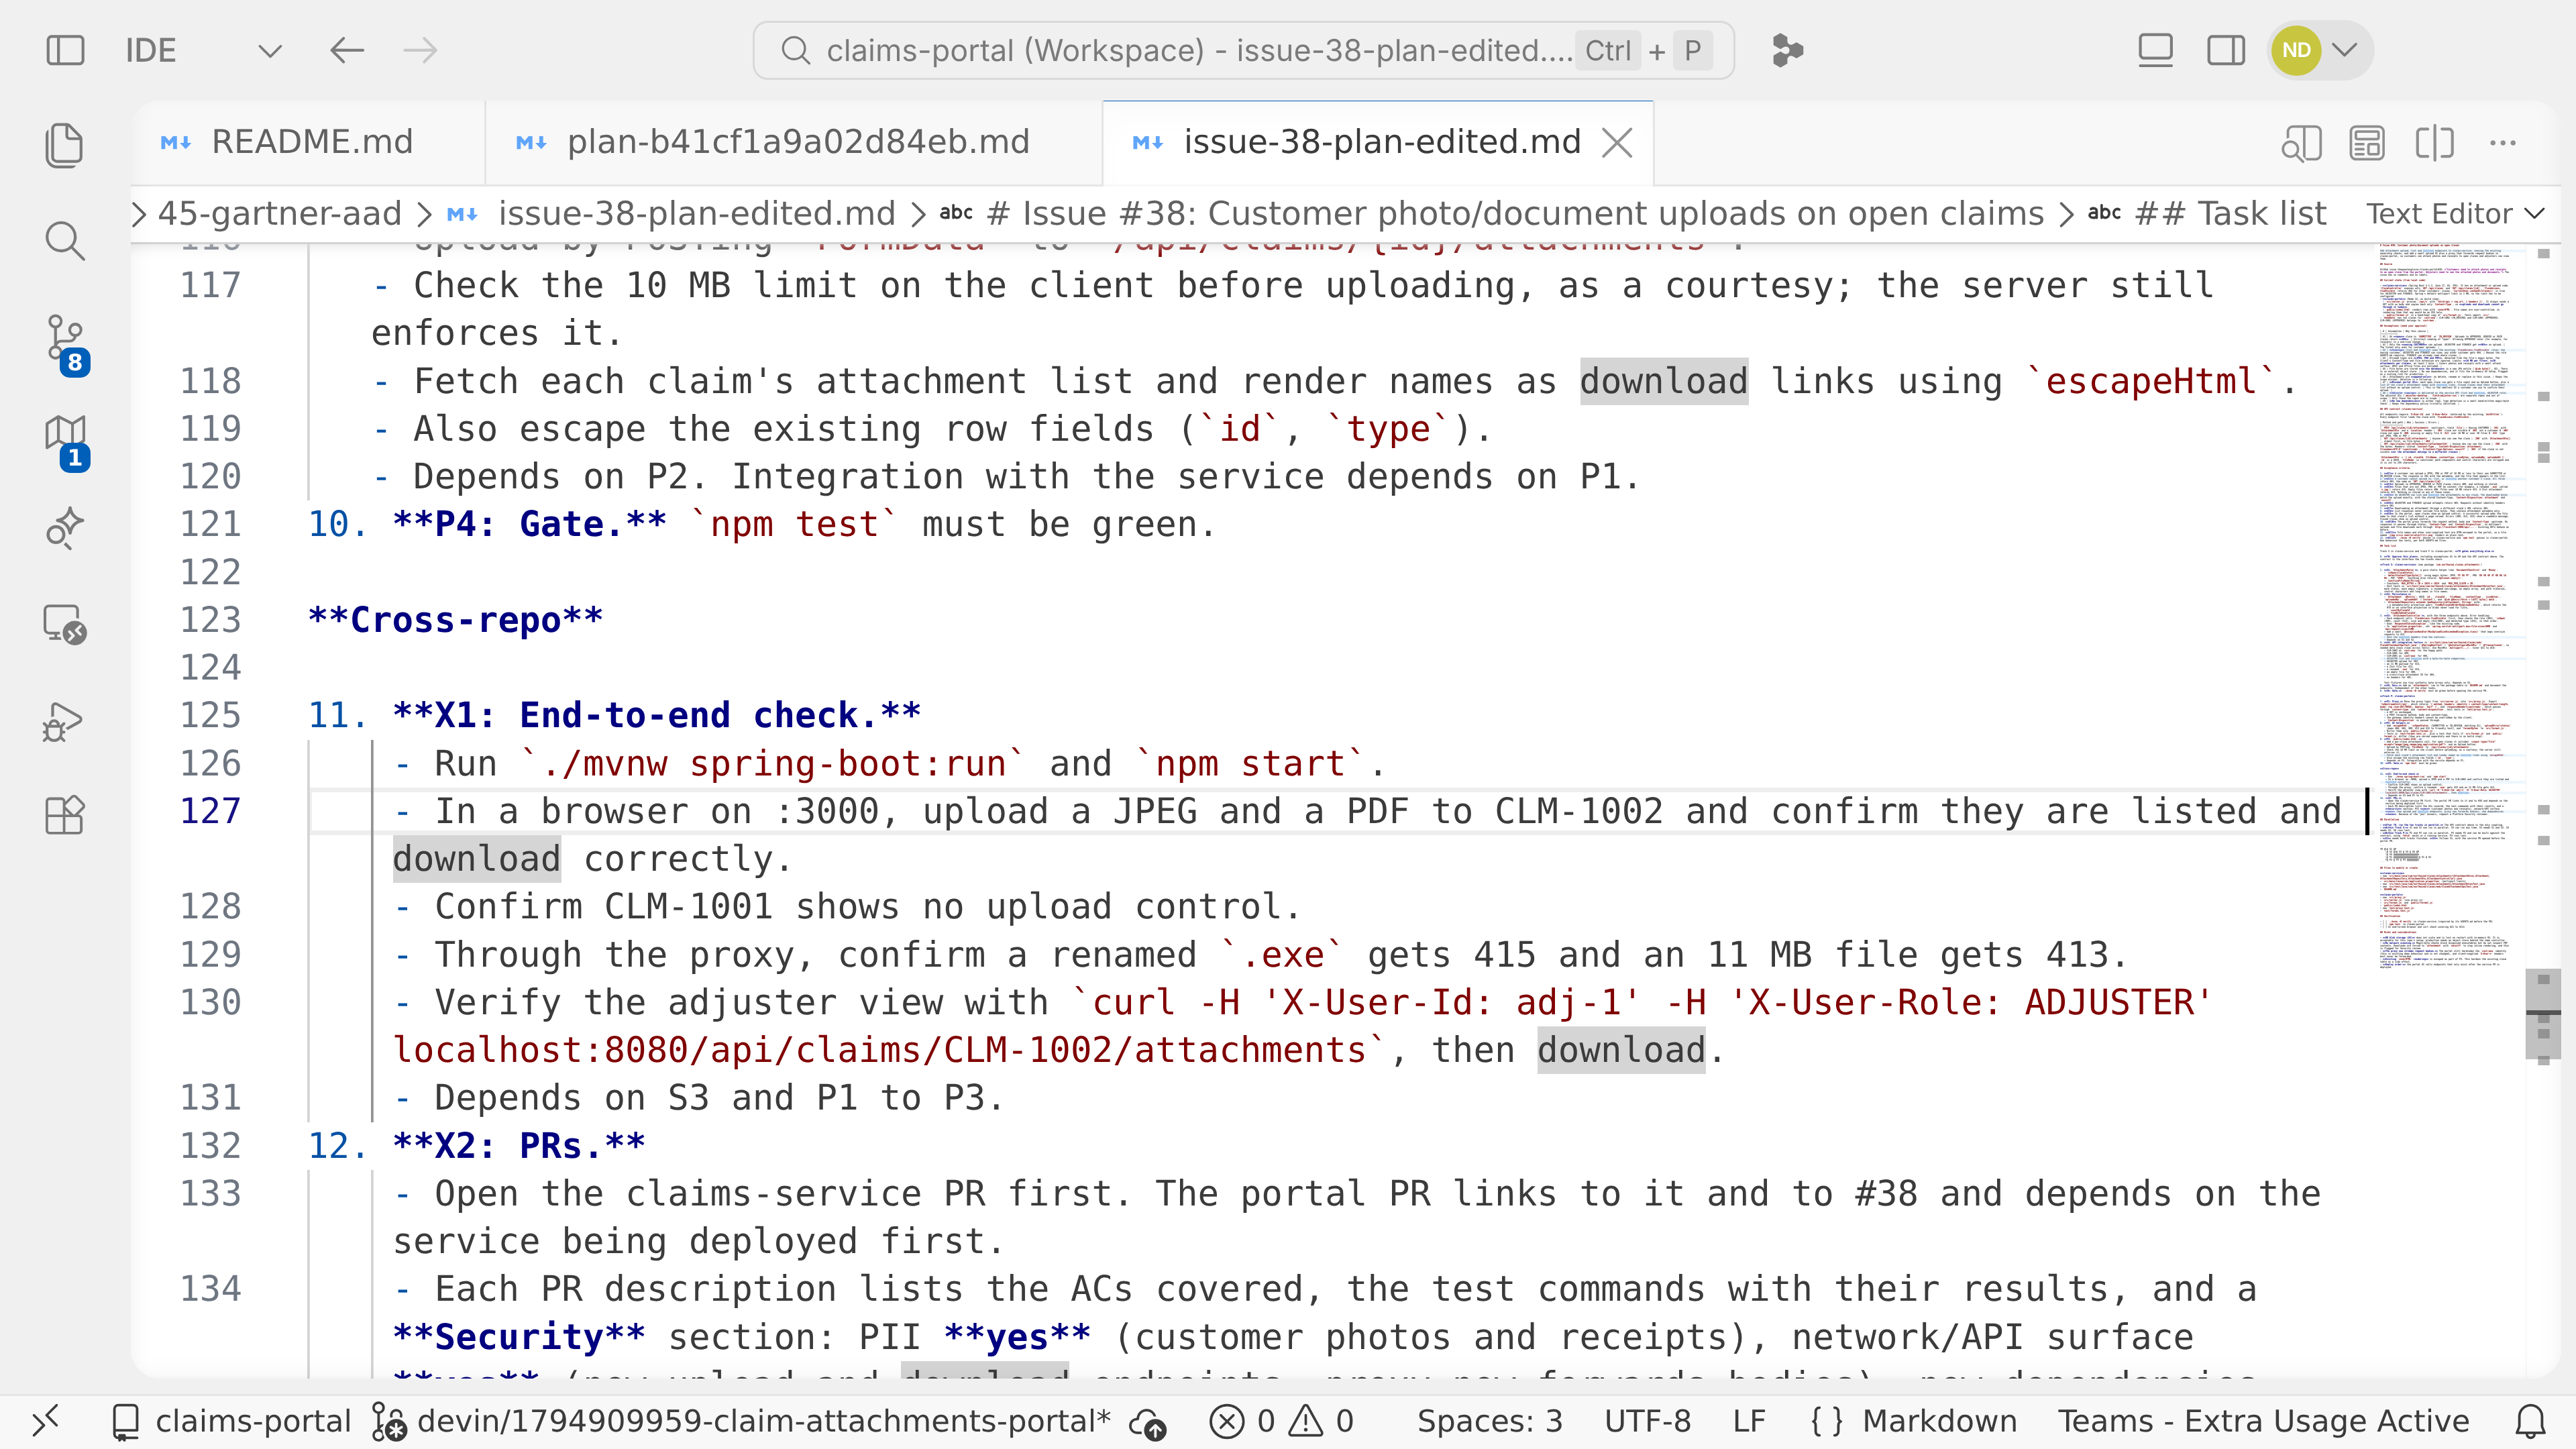 IDE
claims-portal (Workspace) - issue-38-plan-edited.... Ctrl + P
ND
README.md
plan-b41cf1a9a02d84eb.md
issue-38-plan-edited.md
45-gartner-aad > issue-38-plan-edited.md > abc # Issue #38: Customer photo/document uploads on open claims > abc ## Task list
Text Editor
117 - Check the 10 MB limit on the client before uploading, as a courtesy; the server still
enforces it.
118 - Fetch each claim's attachment list and render names as download links using `escapeHtml`.
119 - Also escape the existing row fields (`id`, `type`).
120 - Depends on P2. Integration with the service depends on P1.
121 10. **P4: Gate.** `npm test` must be green.
122
123 **Cross-repo**
124
125 11. **X1: End-to-end check.**
126 - Run `./mvnw spring-boot:run` and `npm start`.
127 - In a browser on :3000, upload a JPEG and a PDF to CLM-1002 and confirm they are listed and
download correctly.
128 - Confirm CLM-1001 shows no upload control.
129 - Through the proxy, confirm a renamed `.exe` gets 415 and an 11 MB file gets 413.
130 - Verify the adjuster view with `curl -H 'X-User-Id: adj-1' -H 'X-User-Role: ADJUSTER'
localhost:8080/api/claims/CLM-1002/attachments`, then download.
131 - Depends on S3 and P1 to P3.
132 12. **X2: PRs.**
133 - Open the claims-service PR first. The portal PR links to it and to #38 and depends on the
service being deployed first.
134 - Each PR description lists the ACs covered, the test commands with their results, and a
**Security** section: PII **yes** (customer photos and receipts), network/API surface
8
1
claims-portal
devin/1794909959-claim-attachments-portal*
0 0
Spaces: 3
UTF-8
LF
{ } Markdown
Teams - Extra Usage Active